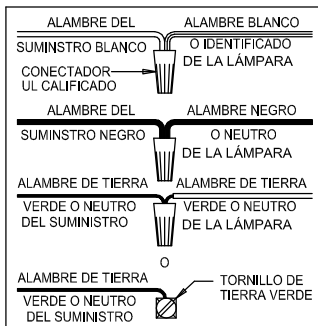 ALAMBRE DEL
SUMINSTRO BLANCO
ALAMBRE BLANCO
O IDENTIFICADO
DE LA LÁMPARA
CONECTADOR
UL CALIFICADO
ALAMBRE DEL
SUMINSTRO NEGRO
ALAMBRE NEGRO
O NEUTRO
DE LA LÁMPARA
ALAMBRE DE TIERRA
VERDE O NEUTRO
DEL SUMINISTRO
ALAMBRE DE TIERRA
VERDE O NEUTRO
DE LA LÁMPARA
O
ALAMBRE DE TIERRA
VERDE O NEUTRO
DEL SUMINISTRO
TORNILLO DE
TIERRA VERDE